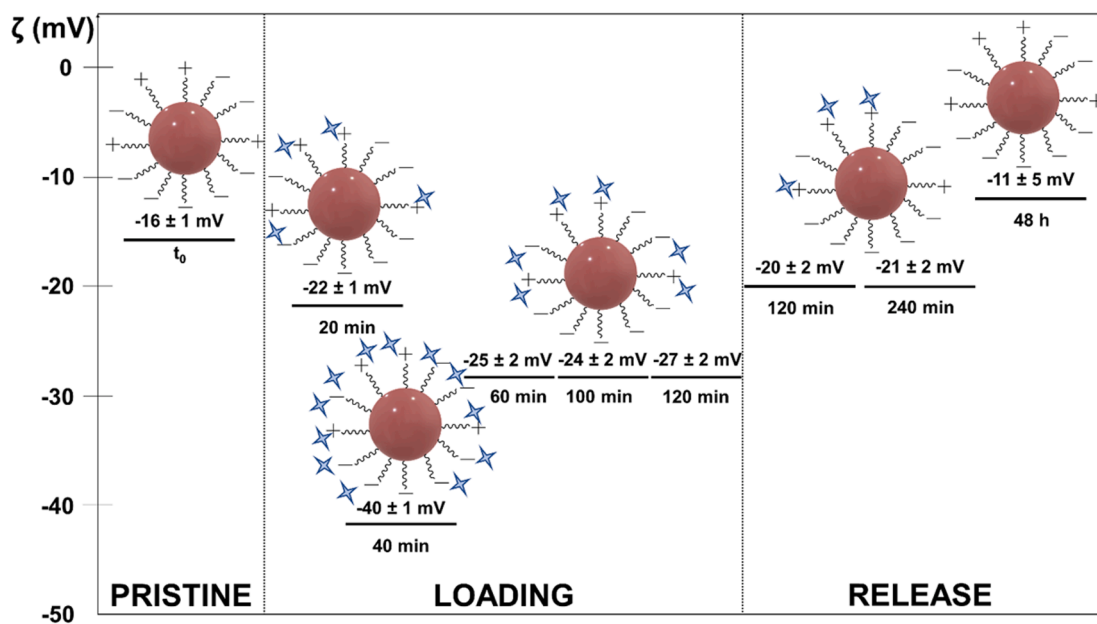 ζ (mV)
0
-10
-20
-30
-40
-50
-16 ± 1 mV
t₀
PRISTINE
-22 ± 1 mV
20 min
-40 ± 1 mV
40 min
-25 ± 2 mV
60 min
-24 ± 2 mV
100 min
-27 ± 2 mV
120 min
LOADING
-20 ± 2 mV
120 min
-21 ± 2 mV
240 min
-11 ± 5 mV
48 h
RELEASE